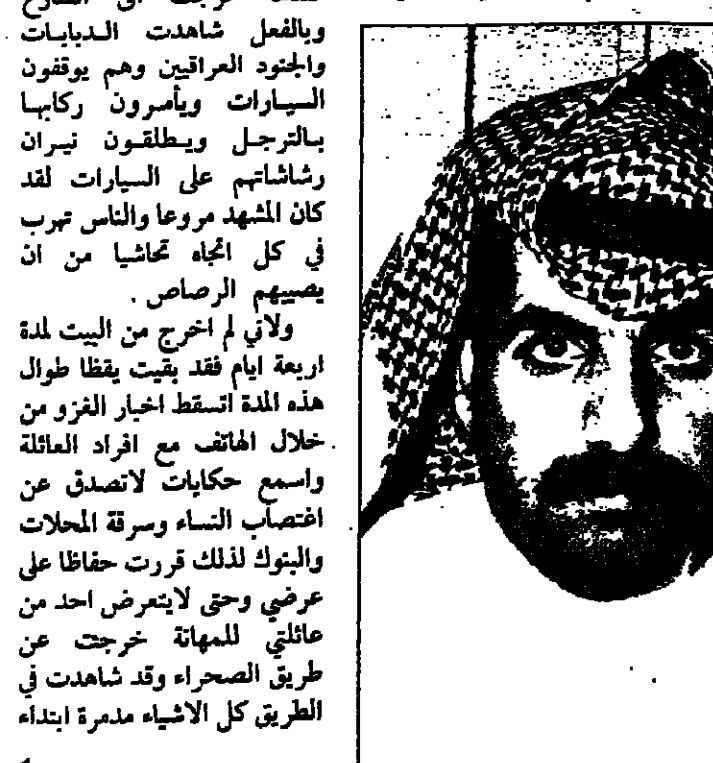 خرجت الى الشارع
وبالفعل شاهدت الدبابات
والجنود العراقيين وهم يوقفون
السيارات ويأمرون ركابها
بالترجل ويطلقون نيران
رشاشاتهم على السيارات لقد
كان المشهد مروعا والناس تهرب
في كل اتجاه تحاشيا من ان
يصيبهم الرصاص .
ولاني لم اخرج من البيت لمدة
اربعة ايام فقد بقيت يقظا طوال
هذه المدة اتسقط اخبار الغزو من
خلال الهاتف مع افراد العائلة
واسمع حكايات لاتصدق عن
اغتصاب النساء وسرقة المحلات
والبنوك لذلك قررت حفاظا على
عرضي وحتى لايتعرض احد من
عائلتي للمهانة خرجت عن
طريق الصحراء وقد شاهدت في
الطريق كل الاشياء مدمرة ابتداء